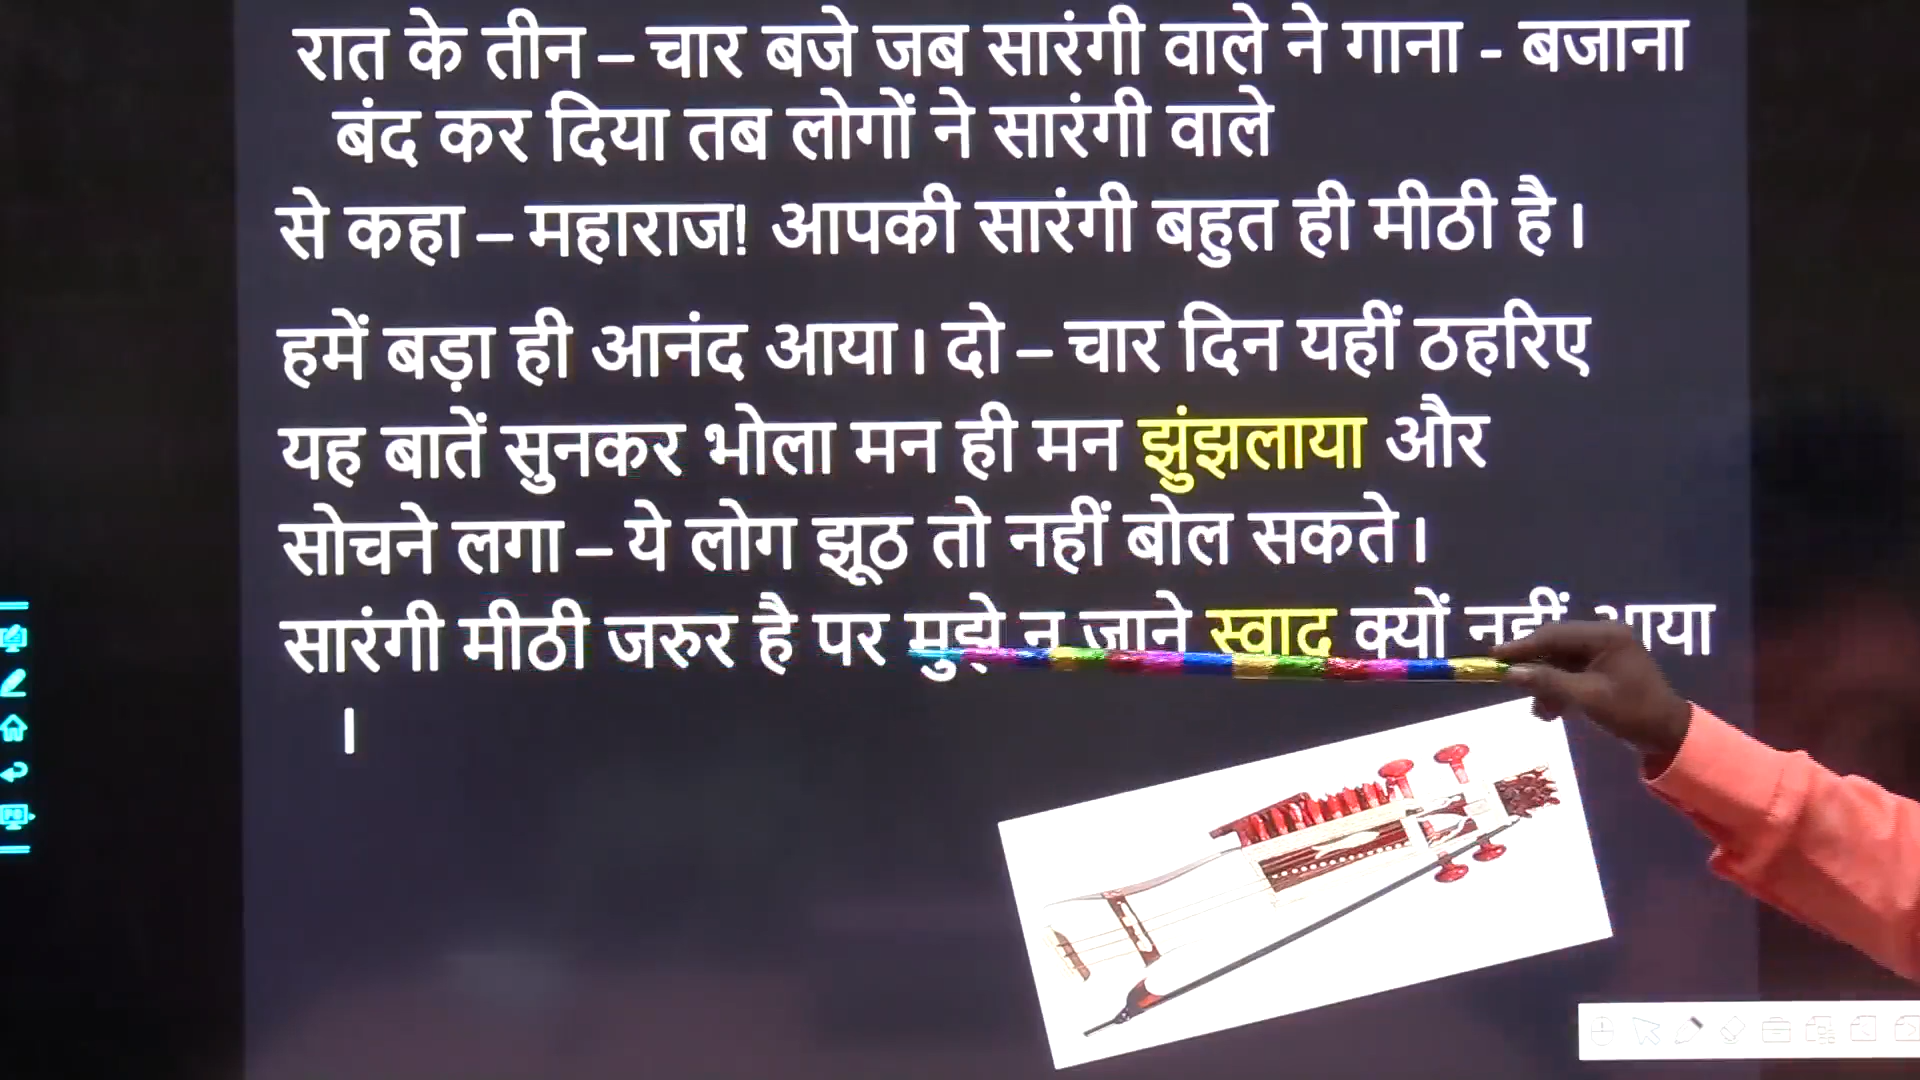 रात के तीन – चार बजे जब सारंगी वाले ने गाना - बजाना
बंद कर दिया तब लोगों ने सारंगी वाले
से कहा – महाराज! आपकी सारंगी बहुत ही मीठी है।
हमें बड़ा ही आनंद आया। दो – चार दिन यहीं ठहरिए
यह बातें सुनकर भोला मन ही मन झुंझलाया और
सोचने लगा – ये लोग झूठ तो नहीं बोल सकते।
सारंगी मीठी जरुर है पर मुझे न जाने स्वाद क्यों नहीं आया
।